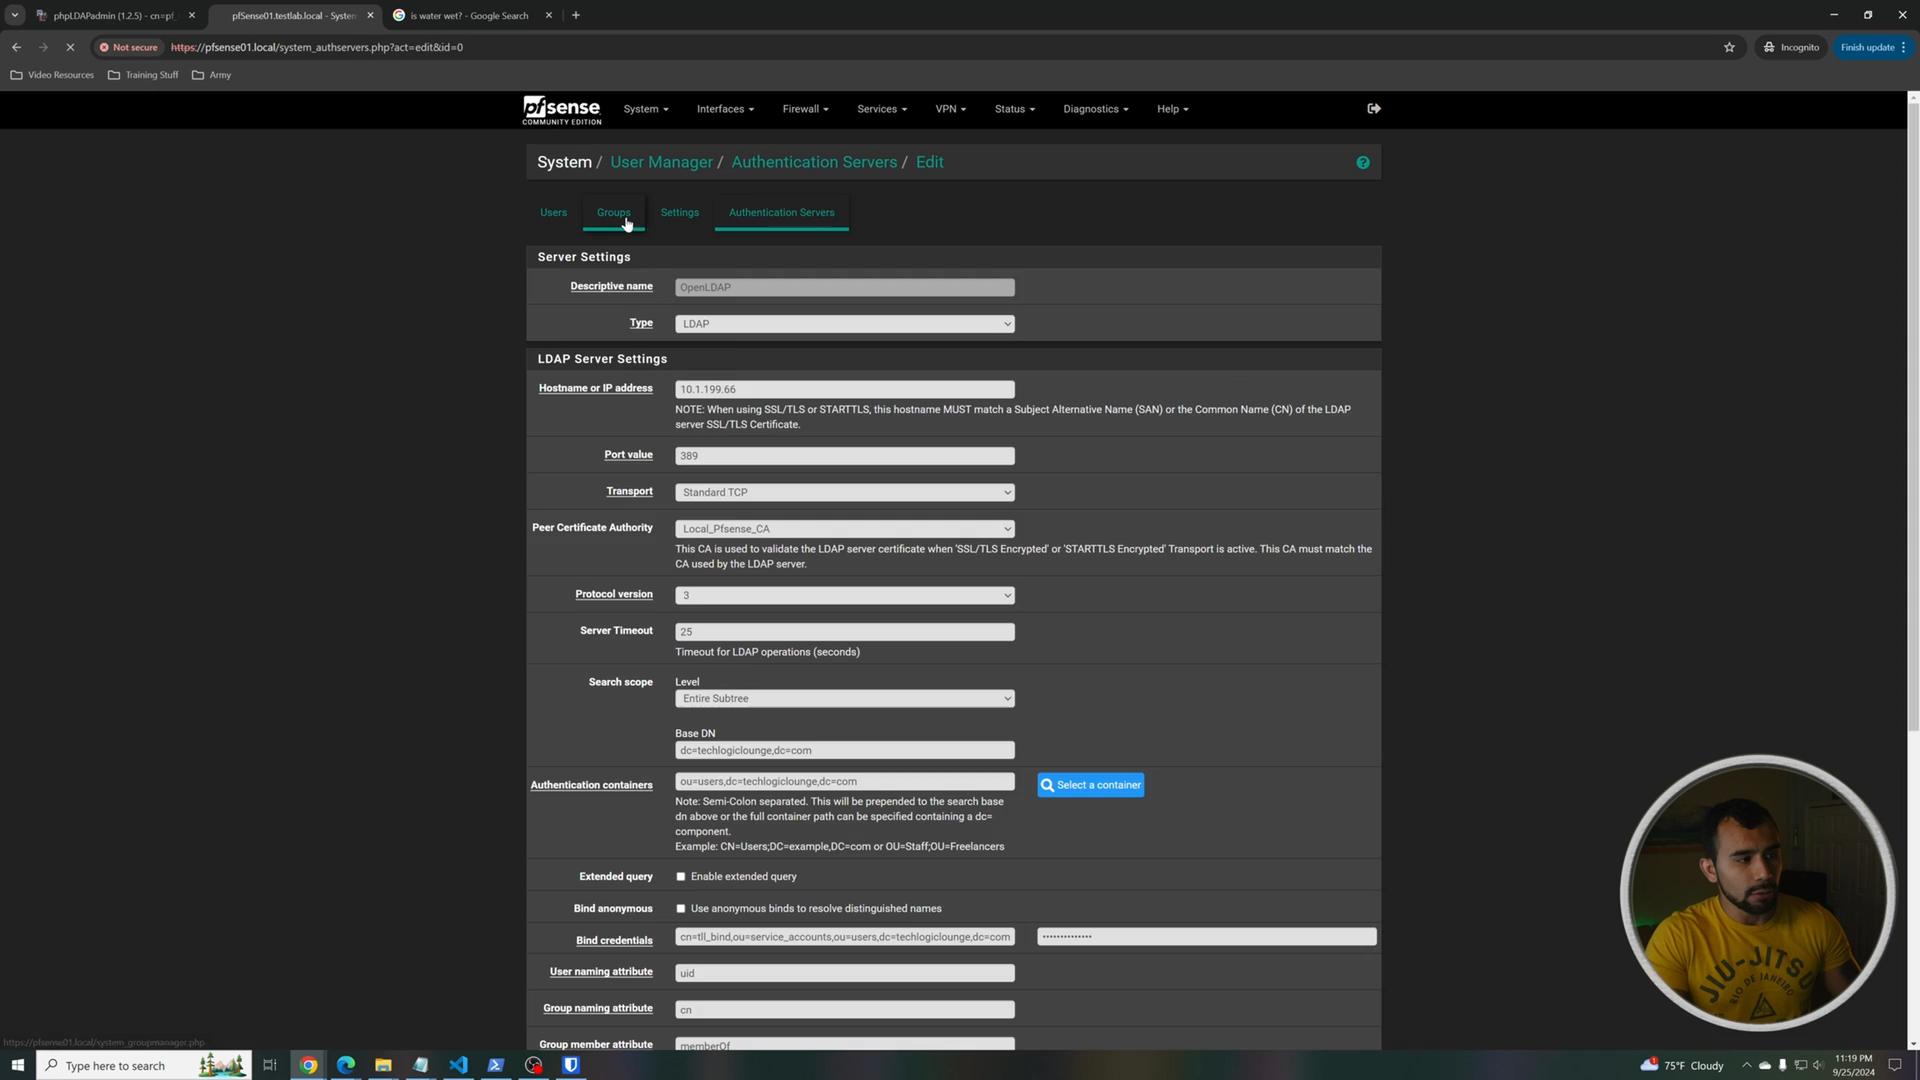 phpLDAPadmin (1.2.5) - cn=pf_
pfSense01.testlab.local - System
is water wet? - Google Search
Not secure
https://pfsense01.local/system_authservers.php?act=edit&id=0
Incognito
Finish update
Video Resources
Training Stuff
Army
pfsense
COMMUNITY EDITION
System
Interfaces
Firewall
Services
VPN
Status
Diagnostics
Help
System / User Manager / Authentication Servers / Edit
Users
Groups
Settings
Authentication Servers
Server Settings
Descriptive name
OpenLDAP
Type
LDAP
LDAP Server Settings
Hostname or IP address
10.1.199.66
NOTE: When using SSL/TLS or STARTTLS, this hostname MUST match a Subject Alternative Name (SAN) or the Common Name (CN) of the LDAP
server SSL/TLS Certificate.
Port value
389
Transport
Standard TCP
Peer Certificate Authority
Local_Pfsense_CA
This CA is used to validate the LDAP server certificate when 'SSL/TLS Encrypted' or 'STARTTLS Encrypted' Transport is active. This CA must match the
CA used by the LDAP server.
Protocol version
3
Server Timeout
25
Timeout for LDAP operations (seconds)
Search scope
Level
Entire Subtree
Base DN
dc=techlogiclounge,dc=com
Authentication containers
ou=users,dc=techlogiclounge,dc=com
Select a container
Note: Semi-Colon separated. This will be prepended to the search base
dn above or the full container path can be specified containing a dc=
component.
Example: CN=Users;DC=example,DC=com or OU=Staff;OU=Freelancers
Extended query
Enable extended query
Bind anonymous
Use anonymous binds to resolve distinguished names
Bind credentials
cn=tll_bind,ou=service_accounts,ou=users,dc=techlogiclounge,dc=com
••••••••••••••
User naming attribute
uid
Group naming attribute
cn
Group member attribute
memberOf
JIU-JITSU
RIO DE JANEIRO
https://pfsense01.local/system_groupmanager.php
Type here to search
75°F Cloudy
11:19 PM
9/25/2024